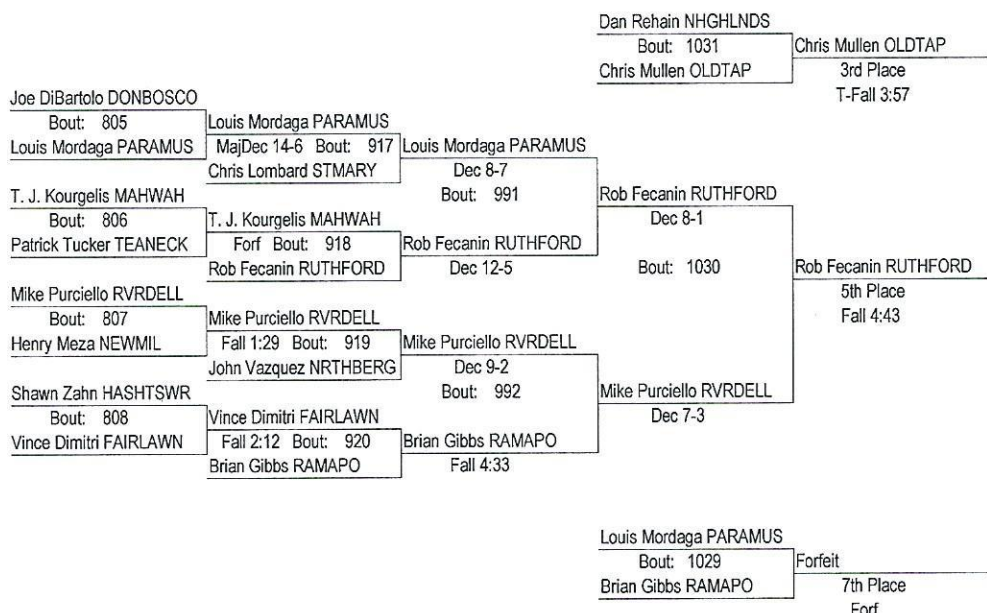 Dan Rehain NHGHLNDS
Bout: 1031
Chris Mullen OLDTAP
Chris Mullen OLDTAP
3rd Place
T-Fall 3:57
Joe DiBartolo DONBOSCO
Bout: 805
Louis Mordaga PARAMUS
Louis Mordaga PARAMUS
MajDec 14-6 Bout: 917
Chris Lombard STMARY
Louis Mordaga PARAMUS
Dec 8-7
Bout: 991
T. J. Kourgelis MAHWAH
Bout: 806
Patrick Tucker TEANECK
T. J. Kourgelis MAHWAH
Forf Bout: 918
Rob Fecanin RUTHFORD
Rob Fecanin RUTHFORD
Dec 12-5
Rob Fecanin RUTHFORD
Dec 8-1
Bout: 1030
Rob Fecanin RUTHFORD
5th Place
Fall 4:43
Mike Purciello RVRDELL
Bout: 807
Henry Meza NEWMIL
Mike Purciello RVRDELL
Fall 1:29 Bout: 919
John Vazquez NRTHBERG
Mike Purciello RVRDELL
Dec 9-2
Bout: 992
Mike Purciello RVRDELL
Dec 7-3
Shawn Zahn HASHTSWR
Bout: 808
Vince Dimitri FAIRLAWN
Vince Dimitri FAIRLAWN
Fall 2:12 Bout: 920
Brian Gibbs RAMAPO
Brian Gibbs RAMAPO
Fall 4:33
Louis Mordaga PARAMUS
Bout: 1029
Brian Gibbs RAMAPO
Forfeit
7th Place
Forf